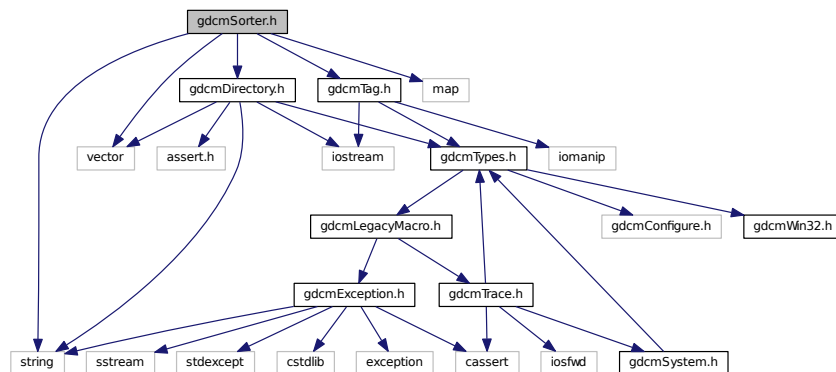 gdcmSorter.h
gdcmDirectory.h
gdcmTag.h
map
vector
assert.h
iostream
gdcmTypes.h
iomanip
gdcmLegacyMacro.h
gdcmConfigure.h
gdcmWin32.h
gdcmException.h
gdcmTrace.h
string
sstream
stdexcept
cstdlib
exception
cassert
iosfwd
gdcmSystem.h